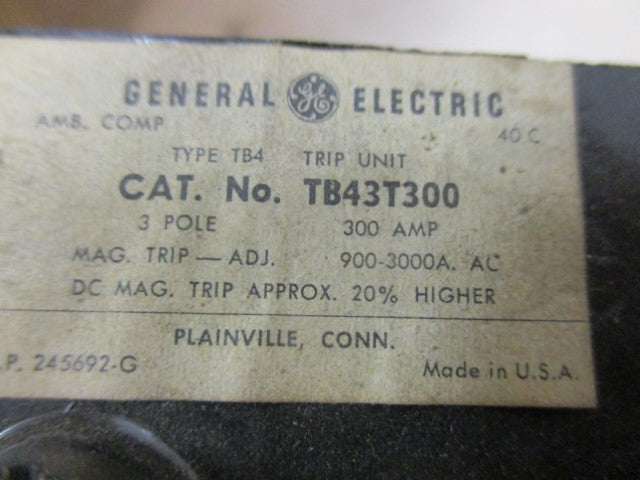 GENERAL GE ELECTRIC
AMB. COMP 40 C
TYPE TB4 TRIP UNIT
CAT. No. TB43T300
3 POLE 300 AMP
MAG. TRIP — ADJ. 900-3000A. AC
DC MAG. TRIP APPROX. 20% HIGHER
PLAINVILLE, CONN.
.P. 245692-G Made in U.S.A.